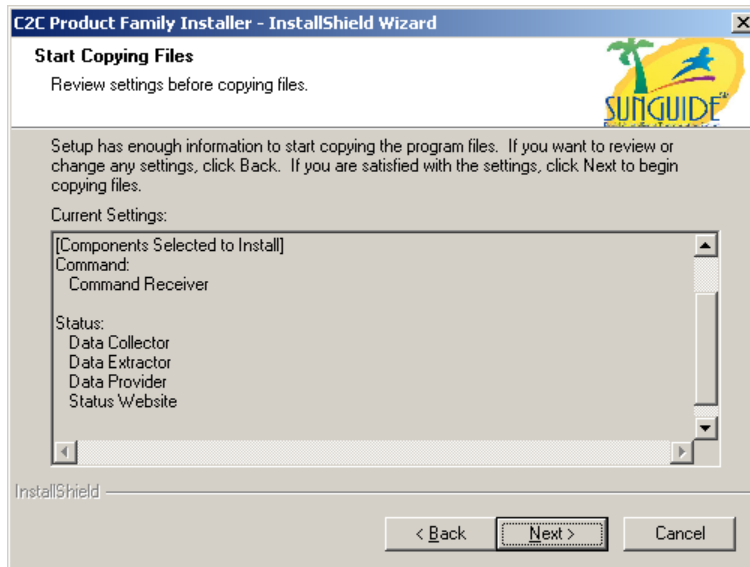 C2C Product Family Installer - InstallShield Wizard
Start Copying Files
Review settings before copying files.
SUNGUIDE
Setup has enough information to start copying the program files. If you want to review or
change any settings, click Back. If you are satisfied with the settings, click Next to begin
copying files.
Current Settings:
[Components Selected to Install]
Command:
Command Receiver
Status:
Data Collector
Data Extractor
Data Provider
Status Website
InstallShield
< Back
Next >
Cancel